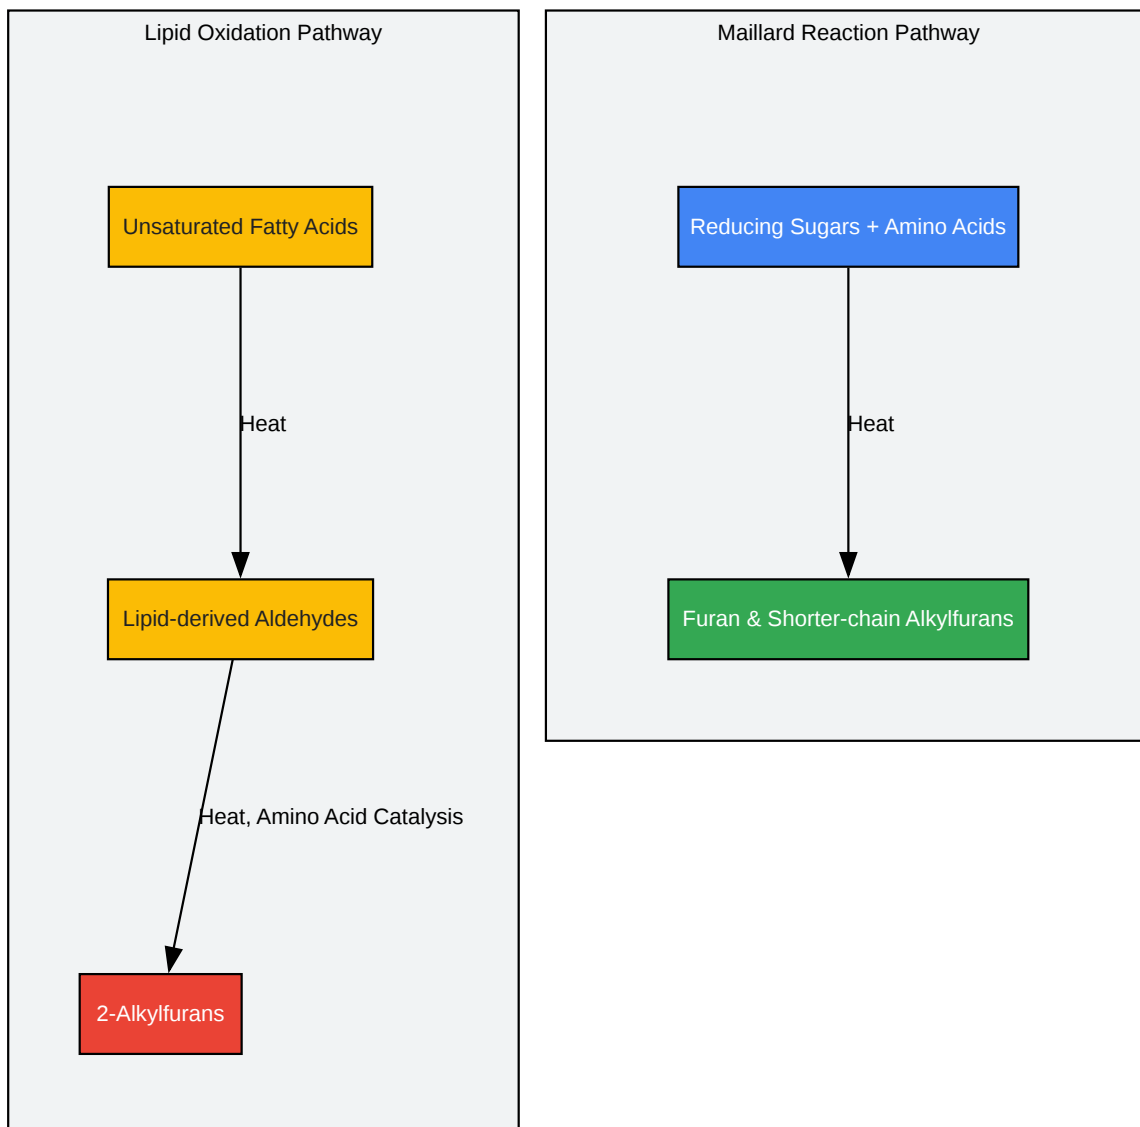 Lipid Oxidation Pathway
Unsaturated Fatty Acids
Heat
Lipid-derived Aldehydes
Heat, Amino Acid Catalysis
2-Alkylfurans
Maillard Reaction Pathway
Reducing Sugars + Amino Acids
Heat
Furan & Shorter-chain Alkylfurans